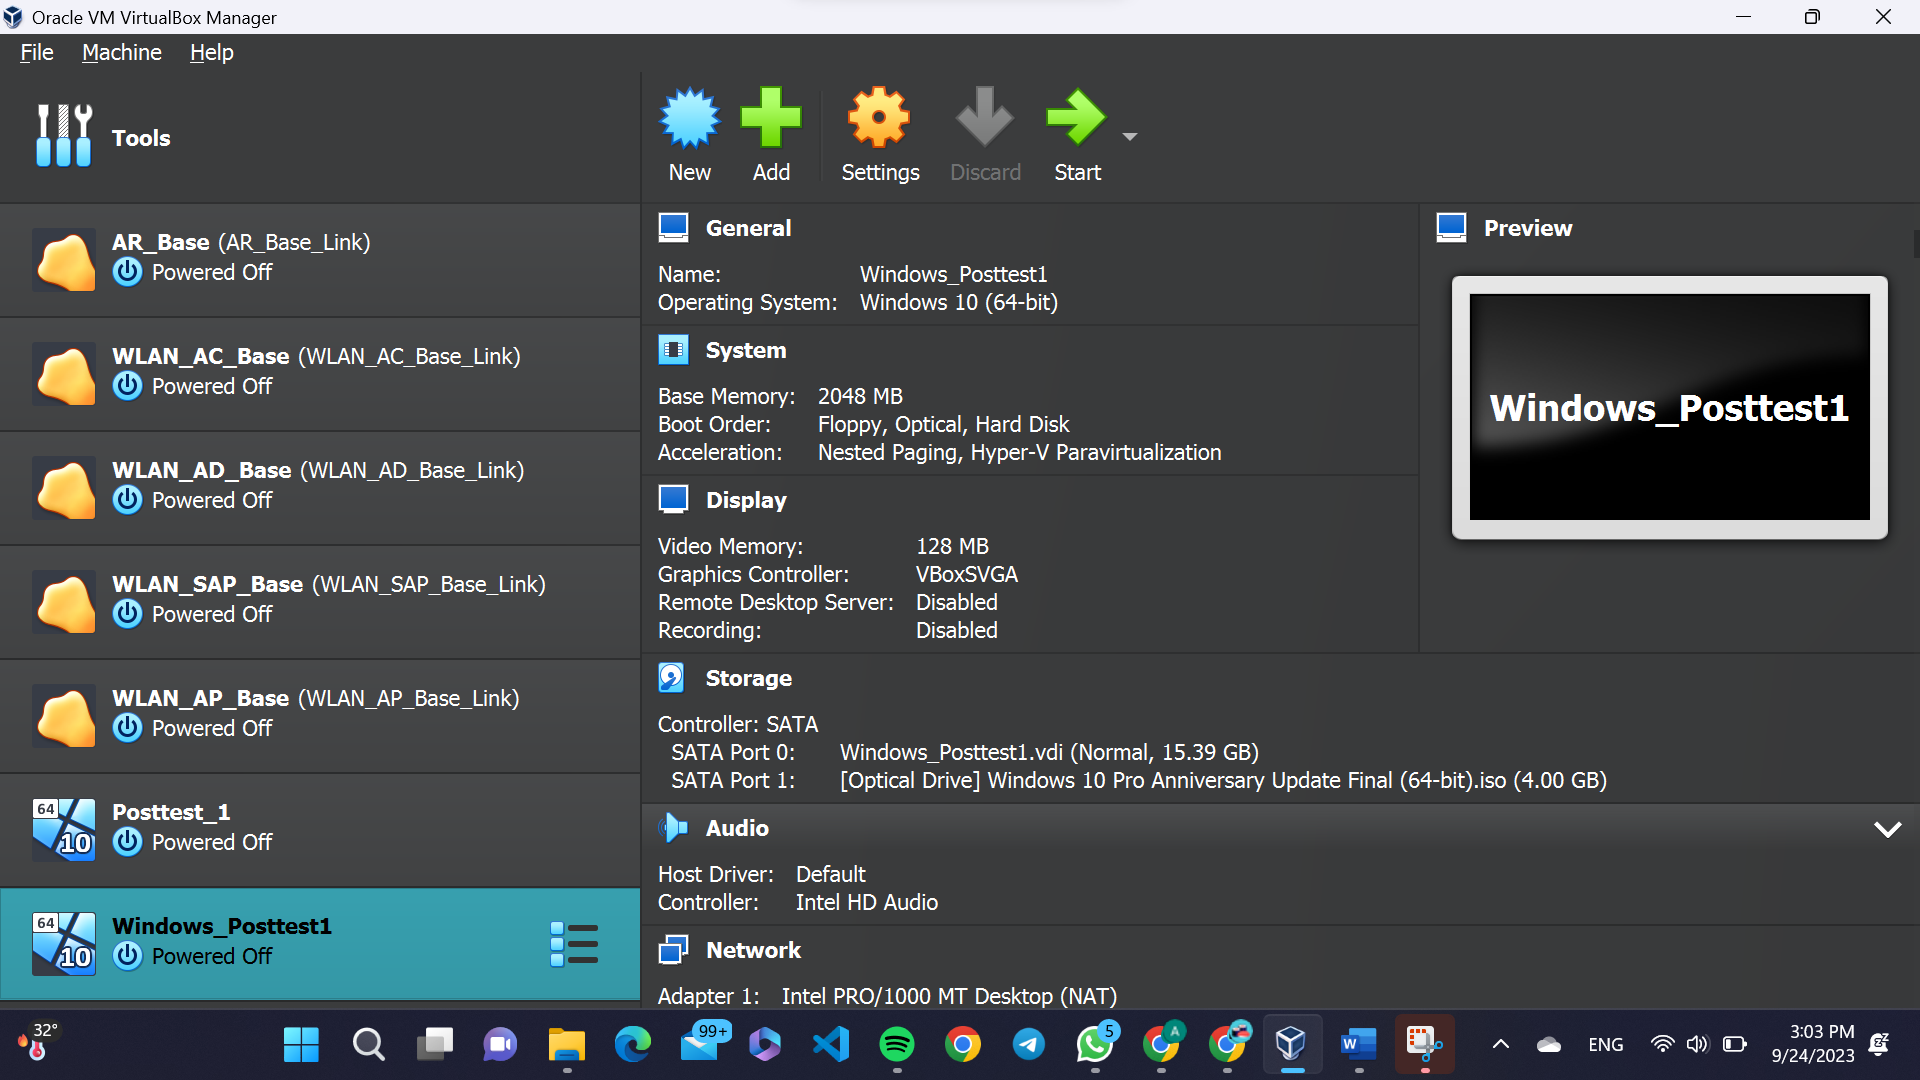 Oracle VM VirtualBox Manager
File Machine Help
Tools
New Add Settings Discard Start
AR_Base (AR_Base_Link)
Powered Off
WLAN_AC_Base (WLAN_AC_Base_Link)
Powered Off
WLAN_AD_Base (WLAN_AD_Base_Link)
Powered Off
WLAN_SAP_Base (WLAN_SAP_Base_Link)
Powered Off
WLAN_AP_Base (WLAN_AP_Base_Link)
Powered Off
64
10
Posttest_1
Powered Off
64
10
Windows_Posttest1
Powered Off
General
Name: Windows_Posttest1
Operating System: Windows 10 (64-bit)
System
Base Memory: 2048 MB
Boot Order: Floppy, Optical, Hard Disk
Acceleration: Nested Paging, Hyper-V Paravirtualization
Display
Video Memory: 128 MB
Graphics Controller: VBoxSVGA
Remote Desktop Server: Disabled
Recording: Disabled
Preview
Windows_Posttest1
Storage
Controller: SATA
SATA Port 0: Windows_Posttest1.vdi (Normal, 15.39 GB)
SATA Port 1: [Optical Drive] Windows 10 Pro Anniversary Update Final (64-bit).iso (4.00 GB)
Audio
Host Driver: Default
Controller: Intel HD Audio
Network
Adapter 1: Intel PRO/1000 MT Desktop (NAT)
32°
99+
5
A
W
ENG
3:03 PM
9/24/2023